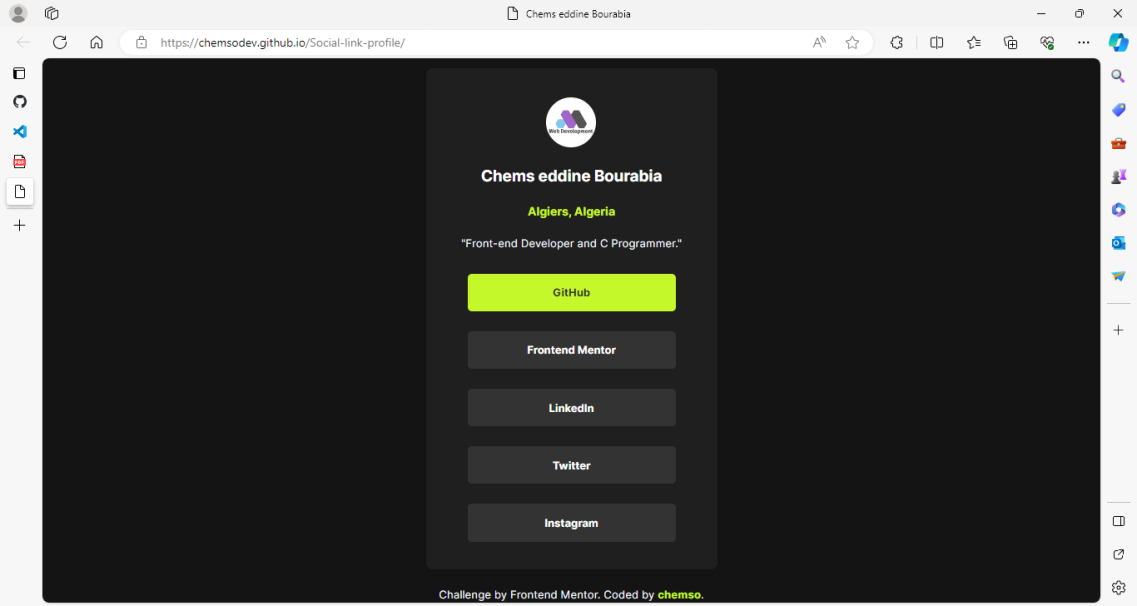 Chems eddine Bourabia
https://chemsodev.github.io/Social-link-profile/
PDF
Web Development
Chems eddine Bourabia
Algiers, Algeria
"Front-end Developer and C Programmer."
GitHub
Frontend Mentor
LinkedIn
Twitter
Instagram
Challenge by Frontend Mentor. Coded by chemso.